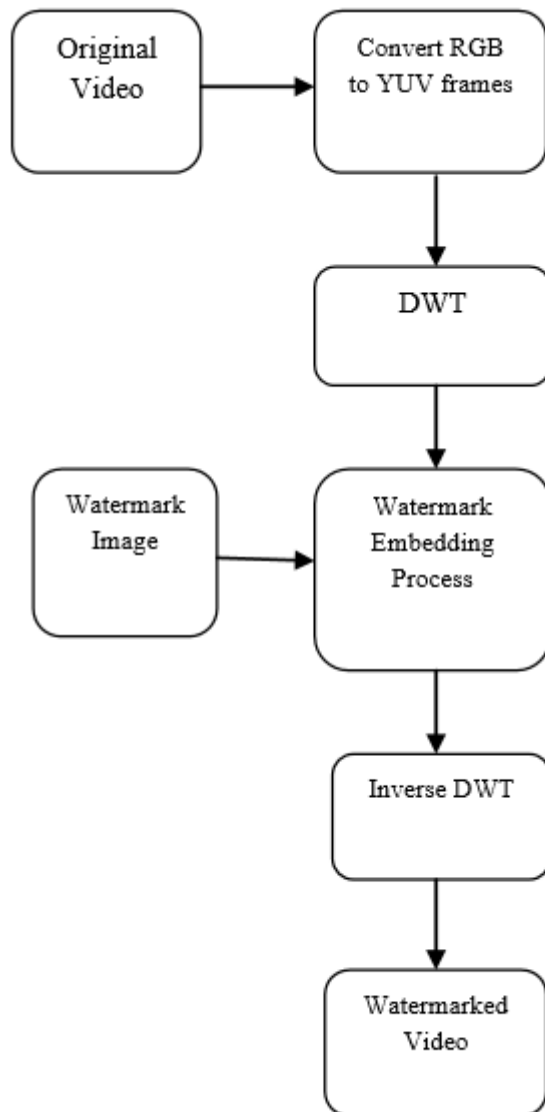 Original
Video
Convert RGB
to YUV frames
DWT
Watermark
Image
Watermark
Embedding
Process
Inverse DWT
Watermarked
Video